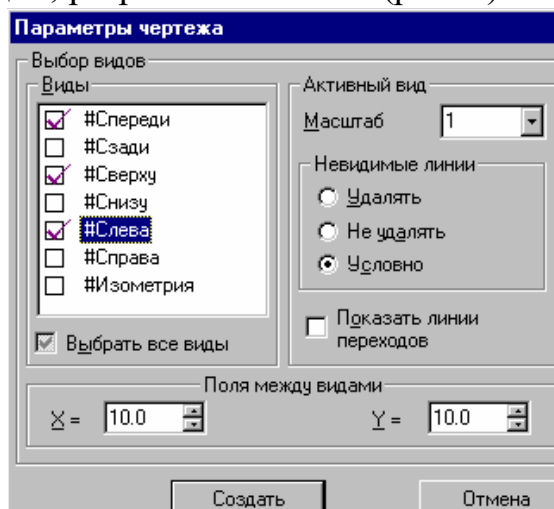 Параметры чертежа
Выбор видов
Виды
#Спереди
#Сзади
#Сверху
#Снизу
#Слева
#Справа
#Изометрия
Выбрать все виды
Активный вид
Масштаб 1
Невидимые линии
Удалять
Не удалять
Условно
Показать линии
переходов
Поля между видами
X = 10.0 Y = 10.0
Создать Отмена